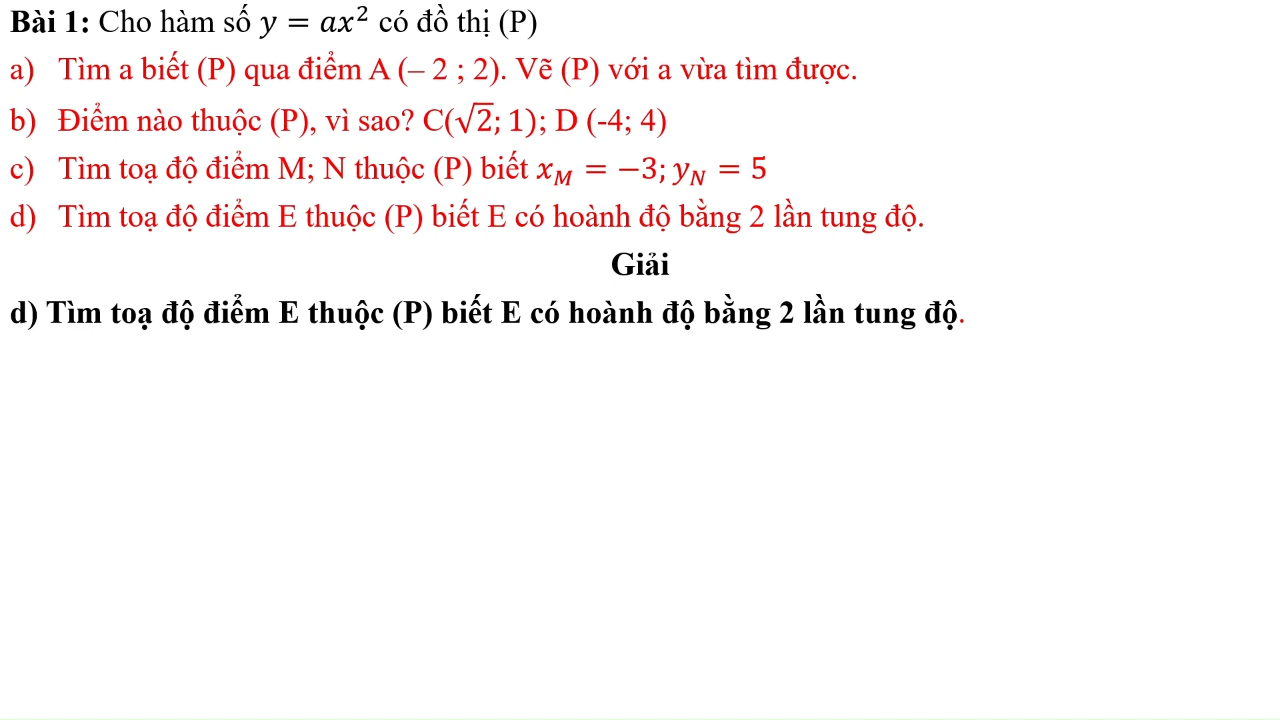 Bài 1: Cho hàm số y = ax² có đồ thị (P)
a) Tìm a biết (P) qua điểm A (– 2 ; 2). Vẽ (P) với a vừa tìm được.
b) Điểm nào thuộc (P), vì sao? C(√2; 1); D (-4; 4)
c) Tìm toạ độ điểm M; N thuộc (P) biết x_M = −3; y_N = 5
d) Tìm toạ độ điểm E thuộc (P) biết E có hoành độ bằng 2 lần tung độ.
Giải
d) Tìm toạ độ điểm E thuộc (P) biết E có hoành độ bằng 2 lần tung độ.